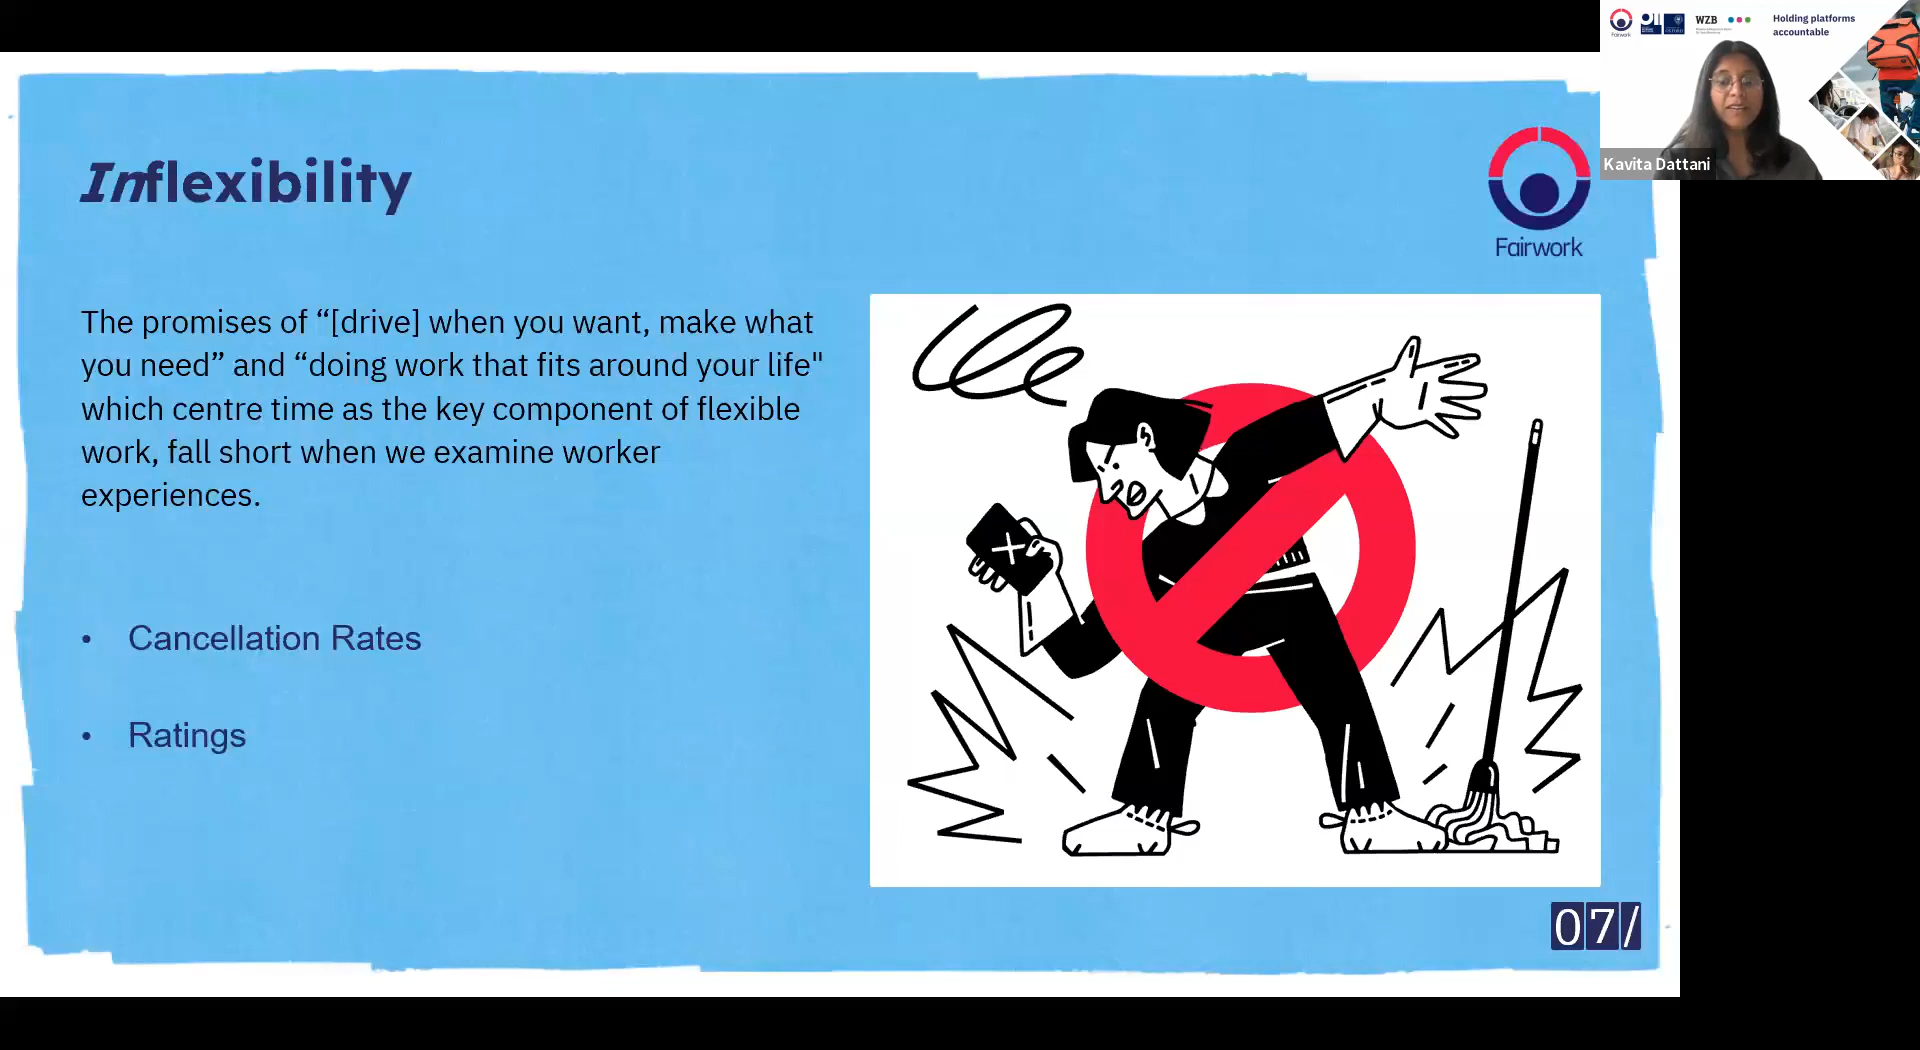 Inflexibility
Fairwork
The promises of “[drive] when you want, make what
you need” and “doing work that fits around your life"
which centre time as the key component of flexible
work, fall short when we examine worker
experiences.
• Cancellation Rates
• Ratings
07/
Fairwork
WZB
Holding platforms
accountable
Kavita Dattani